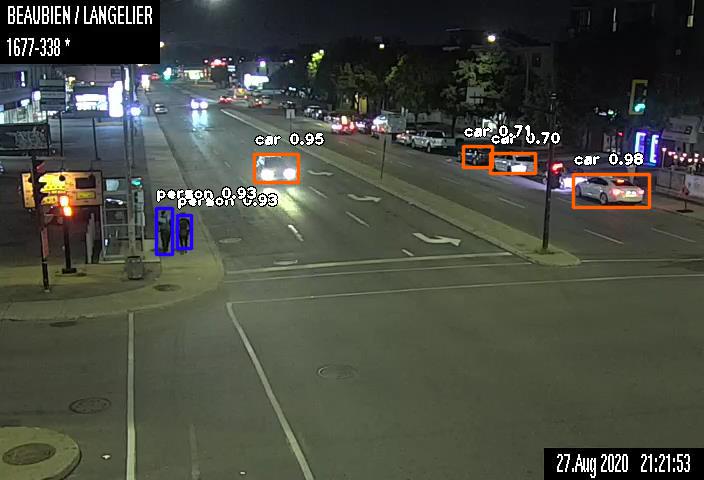 BEAUBIEN / LANGELIER
1677-338 *
car 0.95
car 0.71
car 0.70
car 0.98
person 0.93
person 0.93
27.Aug 2020 21:21:53